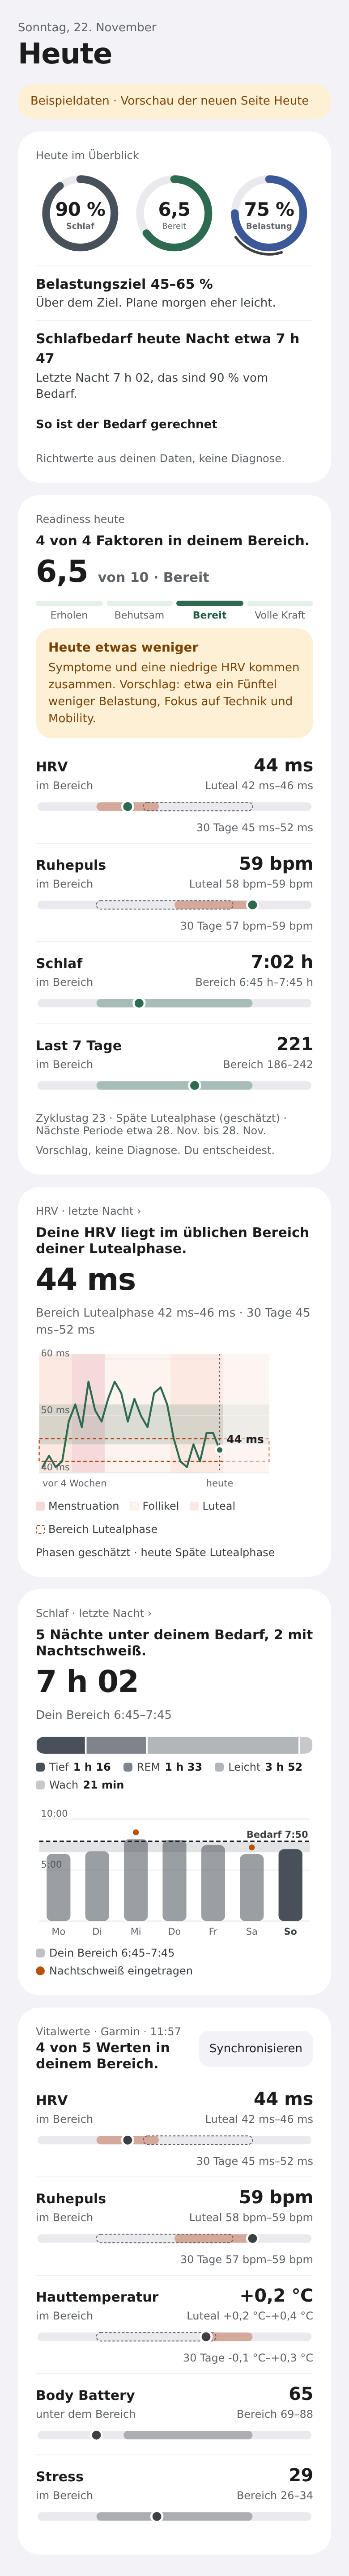 Sonntag, 22. November
Heute
Beispieldaten · Vorschau der neuen Seite Heute
Heute im Überblick
90 %
Schlaf
6,5
Bereit
75 %
Belastung
Belastungsziel 45–65 %
Über dem Ziel. Plane morgen eher leicht.
Schlafbedarf heute Nacht etwa 7 h
47
Letzte Nacht 7 h 02, das sind 90 % vom
Bedarf.
So ist der Bedarf gerechnet
Richtwerte aus deinen Daten, keine Diagnose.
Readiness heute
4 von 4 Faktoren in deinem Bereich.
6,5 von 10 · Bereit
Erholen Behutsam Bereit Volle Kraft
Heute etwas weniger
Symptome und eine niedrige HRV kommen
zusammen. Vorschlag: etwa ein Fünftel
weniger Belastung, Fokus auf Technik und
Mobility.
HRV 44 ms
im Bereich Luteal 42 ms–46 ms
30 Tage 45 ms–52 ms
Ruhepuls 59 bpm
im Bereich Luteal 58 bpm–59 bpm
30 Tage 57 bpm–59 bpm
Schlaf 7:02 h
im Bereich Bereich 6:45 h–7:45 h
Last 7 Tage 221
im Bereich Bereich 186–242
Zyklustag 23 · Späte Lutealphase (geschätzt) ·
Nächste Periode etwa 28. Nov. bis 28. Nov.
Vorschlag, keine Diagnose. Du entscheidest.
HRV · letzte Nacht ›
Deine HRV liegt im üblichen Bereich
deiner Lutealphase.
44 ms
Bereich Lutealphase 42 ms–46 ms · 30 Tage 45
ms–52 ms
60 ms
50 ms
44 ms
40 ms
vor 4 Wochen heute
Menstruation Follikel Luteal
Bereich Lutealphase
Phasen geschätzt · heute Späte Lutealphase
Schlaf · letzte Nacht ›
5 Nächte unter deinem Bedarf, 2 mit
Nachtschweiß.
7 h 02
Dein Bereich 6:45–7:45
Tief 1 h 16 REM 1 h 33 Leicht 3 h 52
Wach 21 min
10:00
Bedarf 7:50
5:00
Mo Di Mi Do Fr Sa So
Dein Bereich 6:45–7:45
Nachtschweiß eingetragen
Vitalwerte · Garmin · 11:57
4 von 5 Werten in
deinem Bereich.
Synchronisieren
HRV 44 ms
im Bereich Luteal 42 ms–46 ms
30 Tage 45 ms–52 ms
Ruhepuls 59 bpm
im Bereich Luteal 58 bpm–59 bpm
30 Tage 57 bpm–59 bpm
Hauttemperatur +0,2 °C
im Bereich Luteal +0,2 °C–+0,4 °C
30 Tage -0,1 °C–+0,3 °C
Body Battery 65
unter dem Bereich Bereich 69–88
Stress 29
im Bereich Bereich 26–34